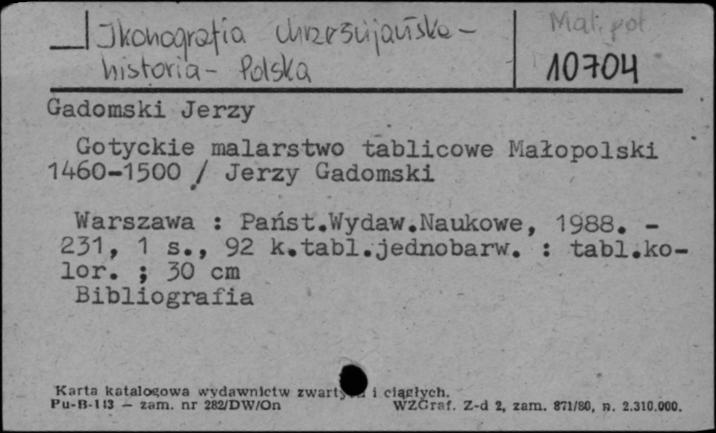 Ikonografia chrześcijańska – Mal. pol
historia – Polska 10704
Gadomski Jerzy
Gotyckie malarstwo tablicowe Małopolski
1460-1500 / Jerzy Gadomski
Warszawa : Państ.Wydaw.Naukowe, 1988. -
231, 1 s., 92 k.tabl.jednobarw. : tabl.ko-
lor. ; 30 cm
Bibliografia
Karta katalogowa wydawnictw i ciągłych.
Pu-B-113 — zam. nr 282/DW/On WZGraf. Z-d 2, zam. 871/80, n. 2.310.000.